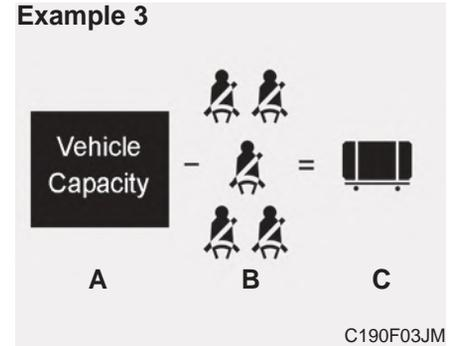 Example 3
Vehicle
Capacity
-
=
A B C
C190F03JM